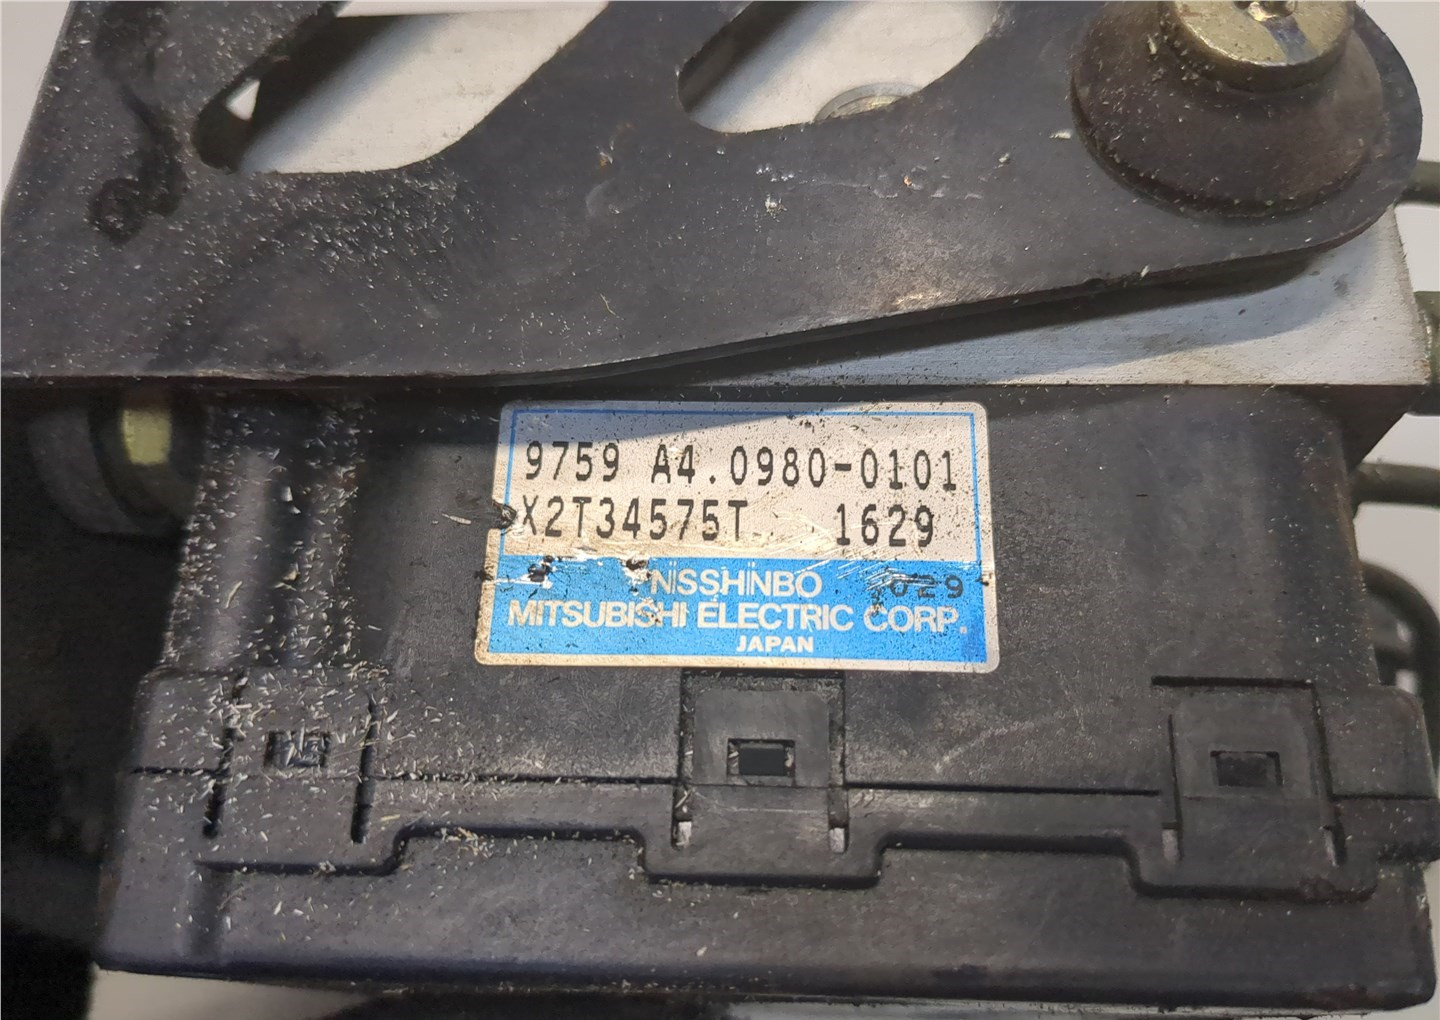 9759 A4.0980-0101
X2T34575T 1629
NISSHINBO
MITSUBISHI ELECTRIC CORP.
JAPAN